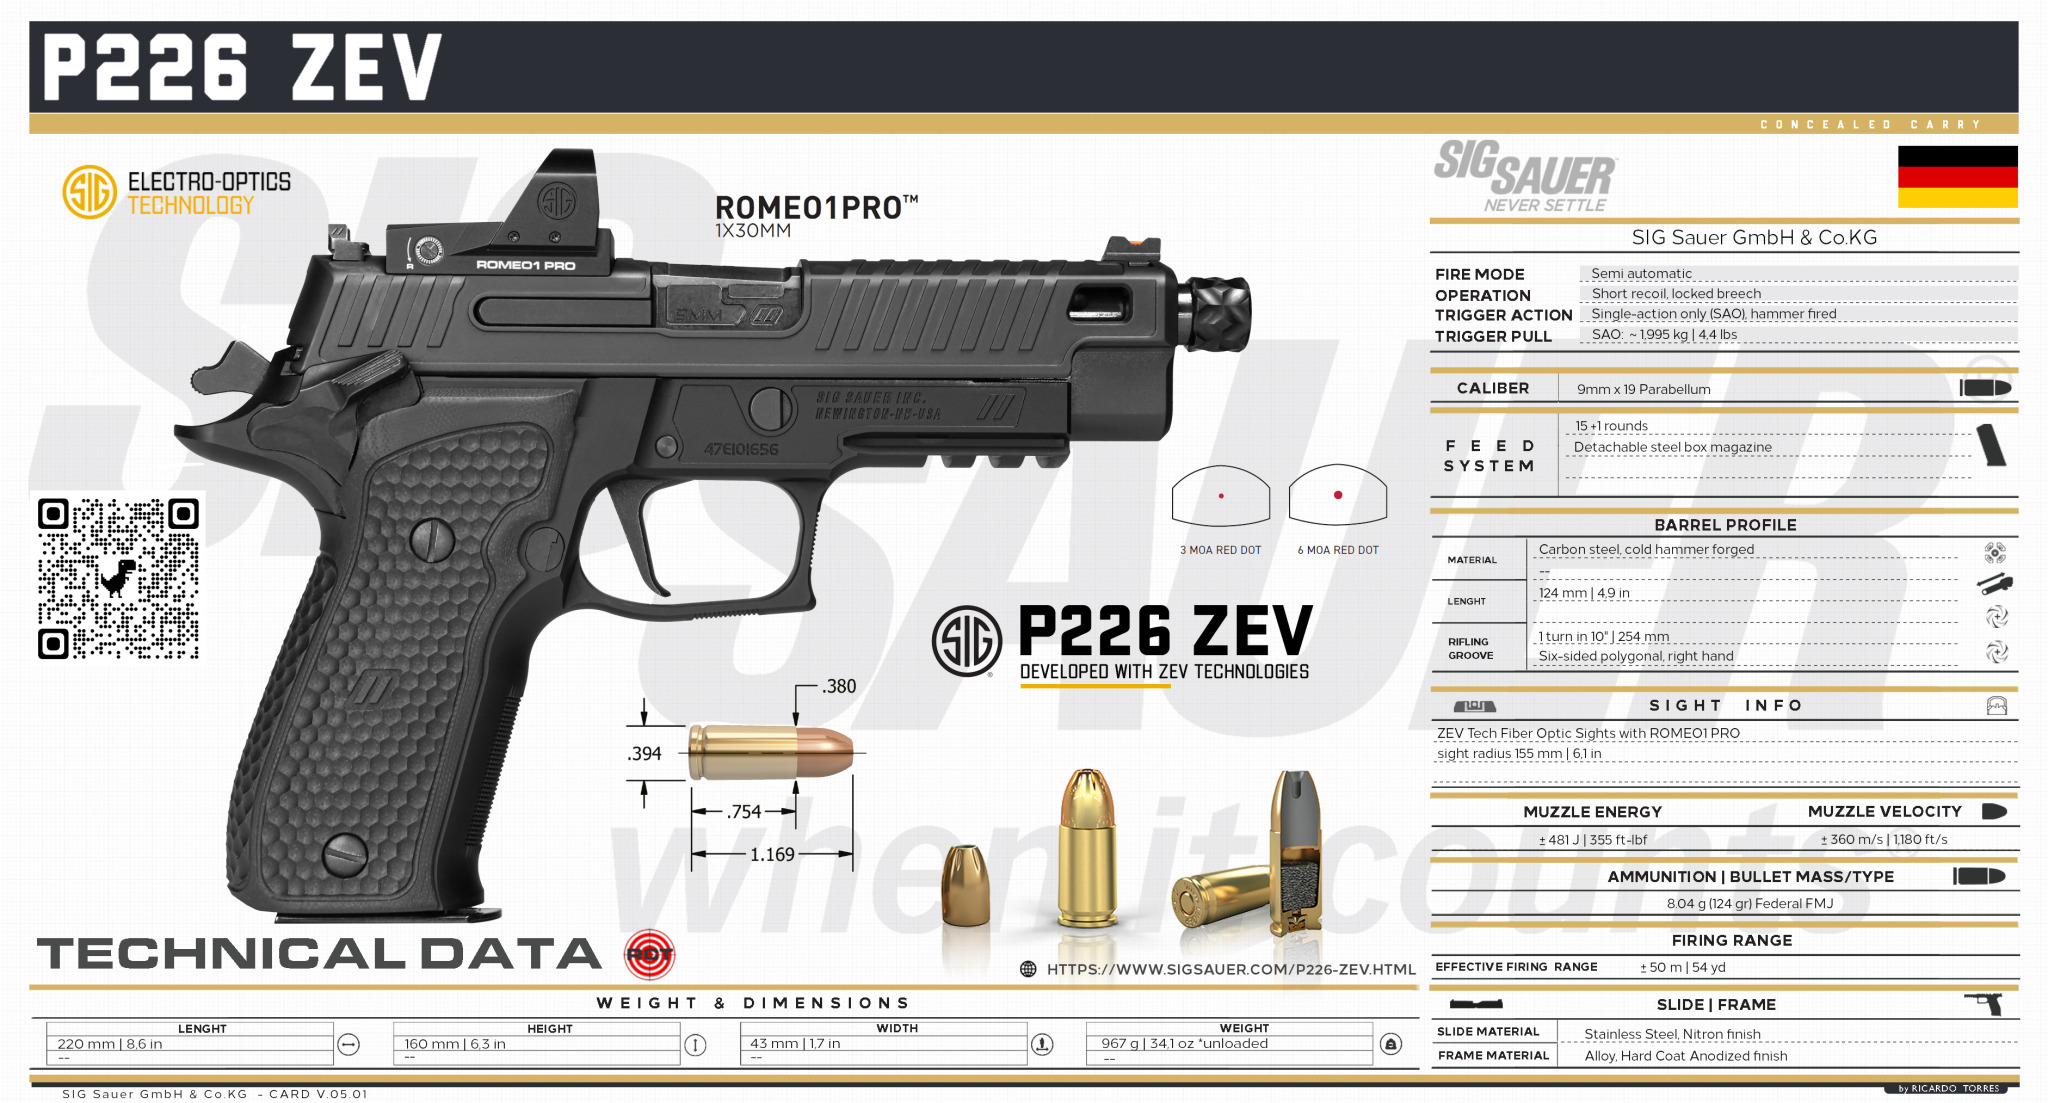 P226 ZEV
CONCEALED CARRY
SIG
ELECTRO-OPTICS
TECHNOLOGY
ROMEO1PRO™
1X30MM
SIG
R
ROMEO1 PRO
9MM
SIG SAUER INC.
NEWINGTON-NH-USA
47E101656
3 MOA RED DOT
6 MOA RED DOT
SIG
P226 ZEV
DEVELOPED WITH ZEV TECHNOLOGIES
.380
.394
.754
1.169
SIG SAUER®
when it counts®
TECHNICAL DATA
RDT
HTTPS://WWW.SIGSAUER.COM/P226-ZEV.HTML
WEIGHT & DIMENSIONS
LENGHT
220 mm | 8,6 in
--
HEIGHT
160 mm | 6,3 in
--
WIDTH
43 mm | 1,7 in
--
WEIGHT
967 g | 34,1 oz *unloaded
--
SIG Sauer GmbH & Co.KG - CARD V.05.01
SIG SAUER
NEVER SETTLE
SIG Sauer GmbH & Co.KG
FIRE MODE Semi automatic
OPERATION Short recoil, locked breech
TRIGGER ACTION Single-action only (SAO), hammer fired
TRIGGER PULL SAO: ~ 1,995 kg | 4,4 lbs
CALIBER 9mm x 19 Parabellum
FEED
SYSTEM
15 +1 rounds
Detachable steel box magazine
BARREL PROFILE
MATERIAL
Carbon steel, cold hammer forged
--
LENGHT
124 mm | 4,9 in
RIFLING
GROOVE
1 turn in 10" | 254 mm
Six-sided polygonal, right hand
SIGHT INFO
ZEV Tech Fiber Optic Sights with ROMEO1 PRO
sight radius 155 mm | 6,1 in
MUZZLE ENERGY MUZZLE VELOCITY
± 481 J | 355 ft-lbf ± 360 m/s | 1,180 ft/s
AMMUNITION | BULLET MASS/TYPE
8.04 g (124 gr) Federal FMJ
FIRING RANGE
EFFECTIVE FIRING RANGE ± 50 m | 54 yd
SLIDE | FRAME
SLIDE MATERIAL Stainless Steel, Nitron finish
FRAME MATERIAL Alloy, Hard Coat Anodized finish
by RICARDO TORRES